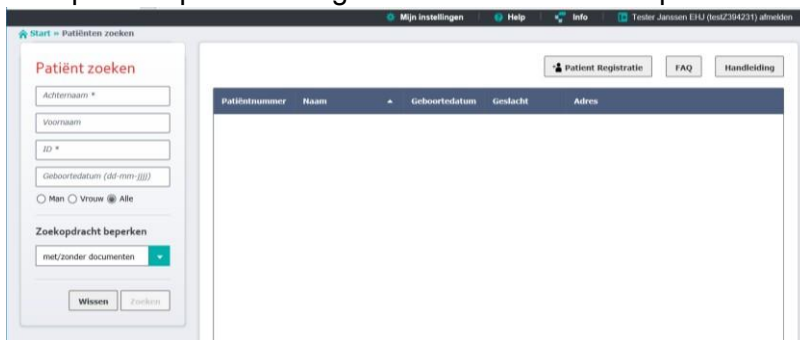 Mijn instellingen Help Info Tester Janssen EHJ (testZ394231) afmelden
Start » Patiënten zoeken
Patiënt zoeken
Patient Registratie FAQ Handleiding
Achternaam *
Patiëntnummer Naam Geboortedatum Geslacht Adres
Voornaam
ID *
Geboortedatum (dd-mm-jjjj)
Man Vrouw Alle
Zoekopdracht beperken
met/zonder documenten
Wissen Zoeken